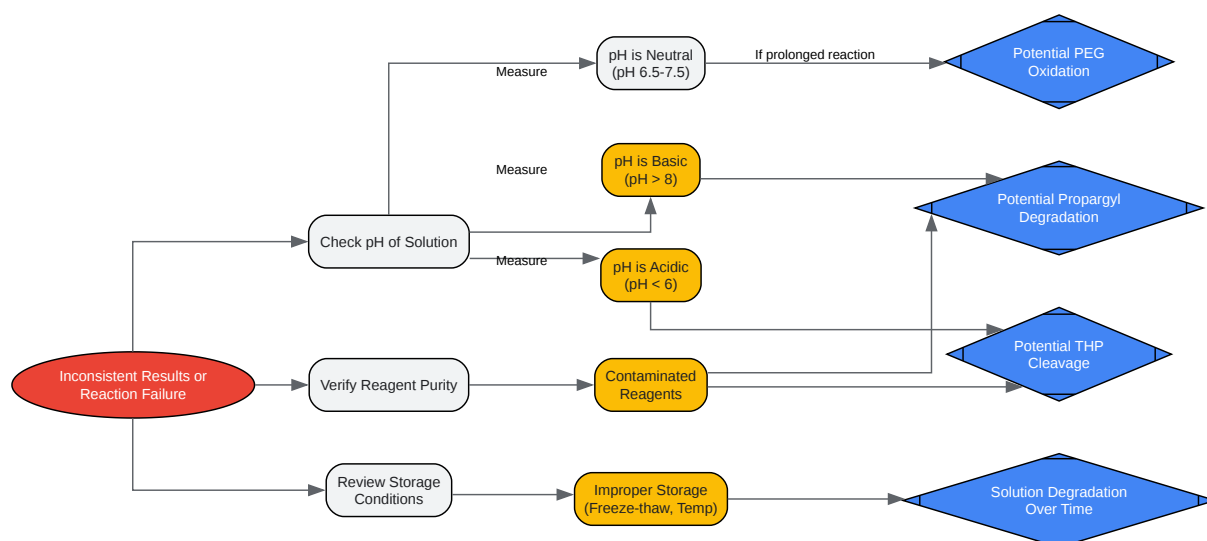 pH is Neutral
(pH 6.5-7.5)
If prolonged reaction
Potential PEG
Oxidation
Measure
Measure
pH is Basic
(pH > 8)
Potential Propargyl
Degradation
Check pH of Solution
Measure
pH is Acidic
(pH < 6)
Potential THP
Cleavage
Inconsistent Results or
Reaction Failure
Verify Reagent Purity
Contaminated
Reagents
Review Storage
Conditions
Improper Storage
(Freeze-thaw, Temp)
Solution Degradation
Over Time